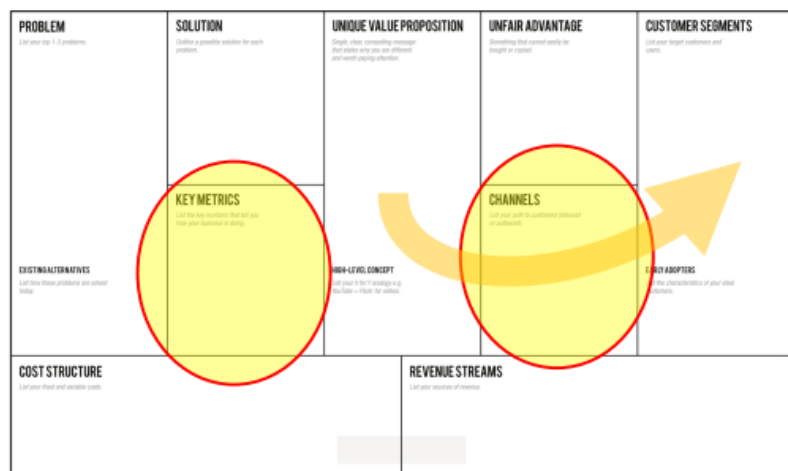 PROBLEM
List your top 1-3 problems.
EXISTING ALTERNATIVES
List how these problems are solved
today.
SOLUTION
Outline a possible solution for each
problem.
KEY METRICS
List the key numbers that tell you
how your business is doing.
UNIQUE VALUE PROPOSITION
Single, clear, compelling message
that states why you are different
and worth paying attention.
HIGH-LEVEL CONCEPT
List your X for Y analogy e.g.
YouTube = Flickr for videos.
UNFAIR ADVANTAGE
Something that cannot easily be
bought or copied.
CHANNELS
List your path to customers (inbound
or outbound).
CUSTOMER SEGMENTS
List your target customers and
users.
EARLY ADOPTERS
List the characteristics of your ideal
customers.
COST STRUCTURE
List your fixed and variable costs.
REVENUE STREAMS
List your sources of revenue.